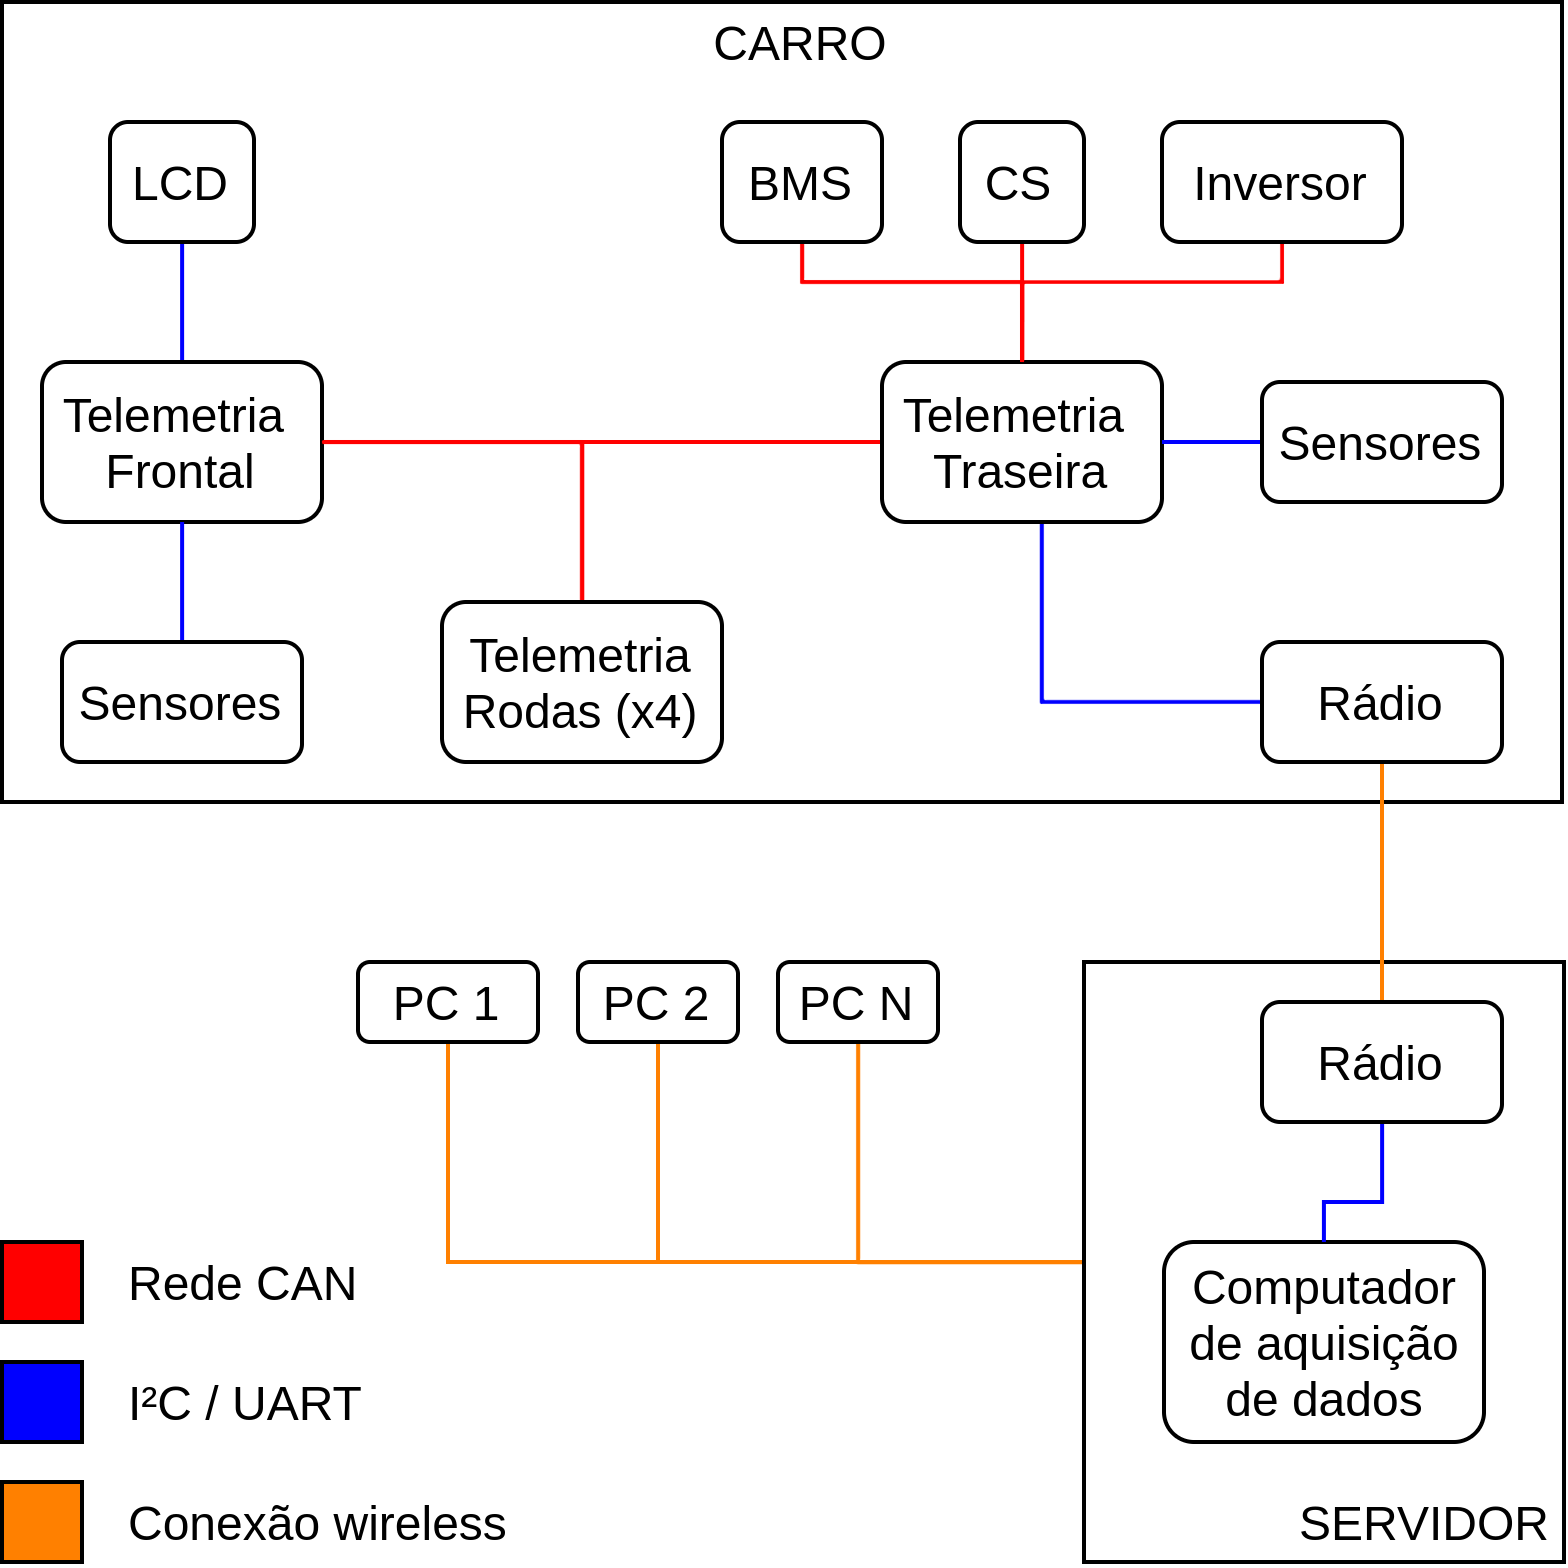 CARRO
LCD
BMS
CS
Inversor
Telemetria
Frontal
Telemetria
Traseira
Sensores
Telemetria
Rodas (x4)
Sensores
Rádio
PC 1
PC 2
PC N
Rádio
Computador
de aquisição
de dados
SERVIDOR
Rede CAN
I²C / UART
Conexão wireless